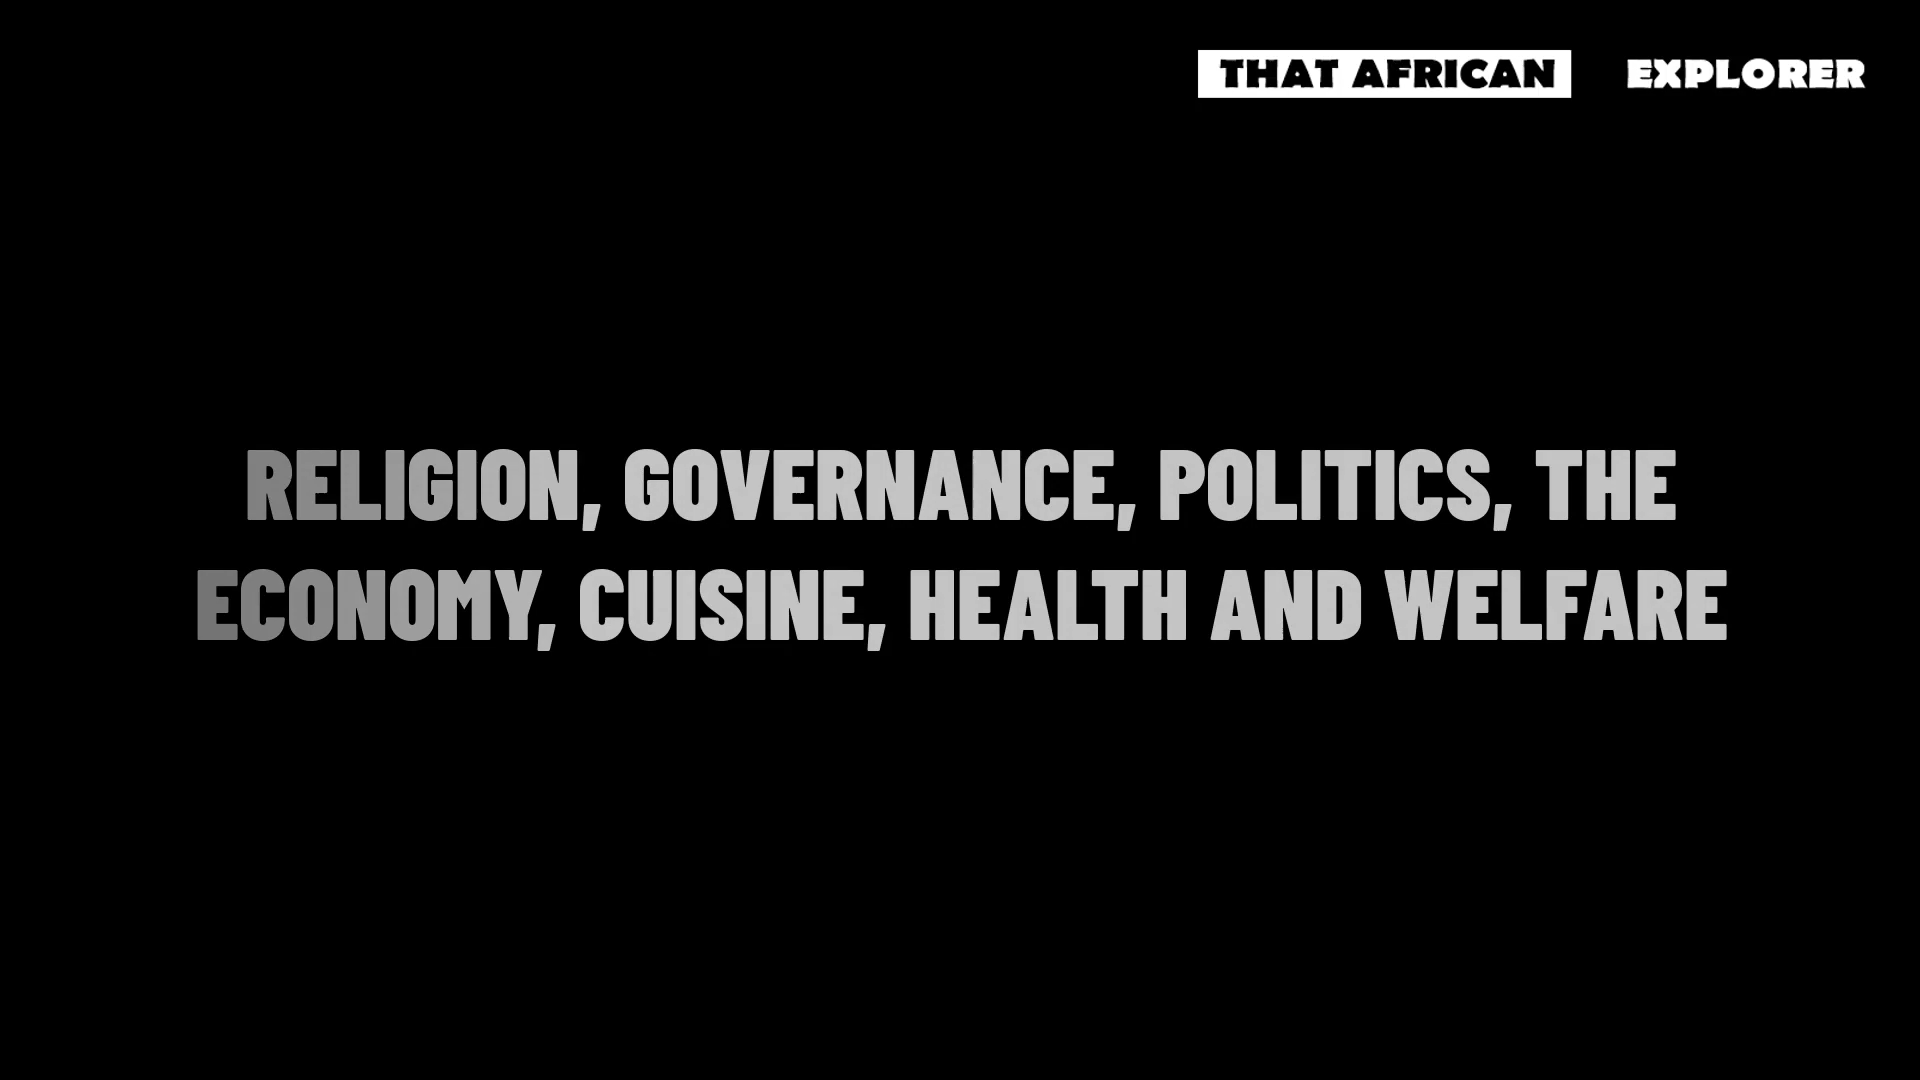 THAT AFRICAN EXPLORER
RELIGION, GOVERNANCE, POLITICS, THE
ECONOMY, CUISINE, HEALTH AND WELFARE